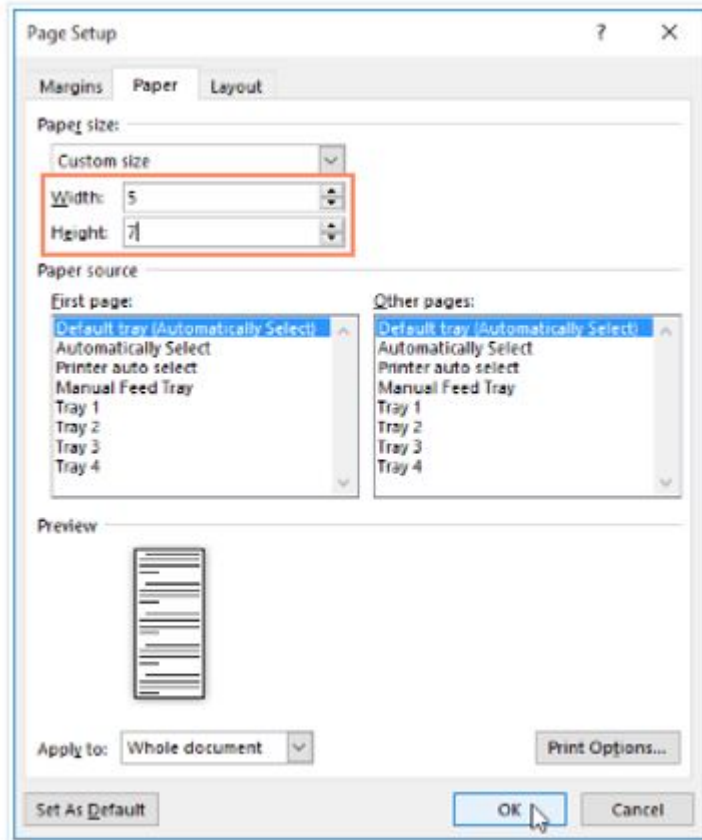 Page Setup ? ×
Margins Paper Layout
Paper size:
Custom size
Width: 5
Height: 7
Paper source
First page: Other pages:
Default tray (Automatically Select) Default tray (Automatically Select)
Automatically Select Automatically Select
Printer auto select Printer auto select
Manual Feed Tray Manual Feed Tray
Tray 1 Tray 1
Tray 2 Tray 2
Tray 3 Tray 3
Tray 4 Tray 4
Preview
Apply to: Whole document Print Options...
Set As Default OK Cancel